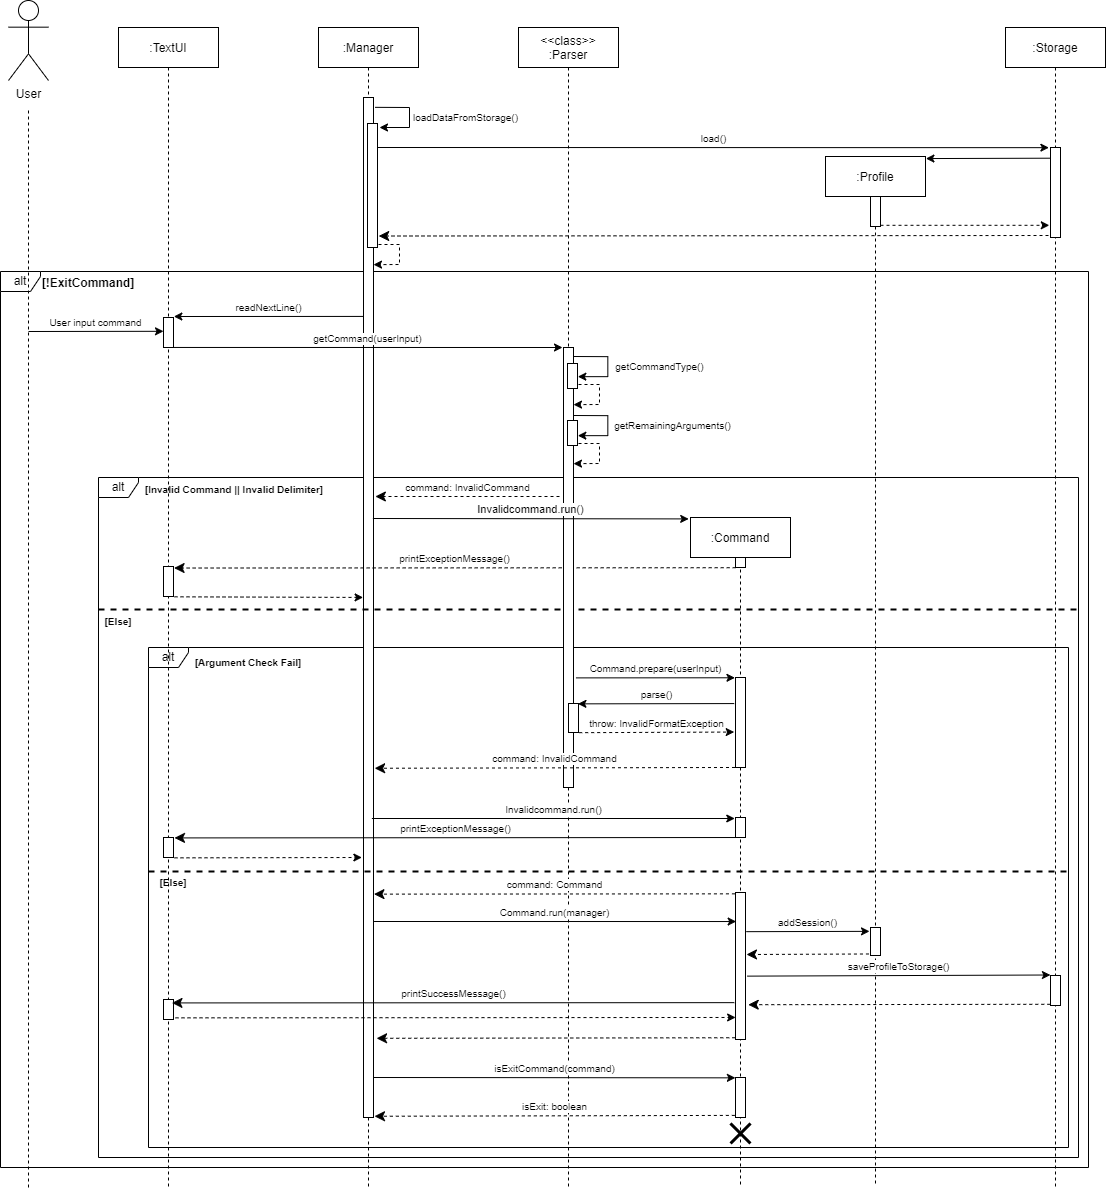 User
:TextUI
:Manager
<<class>>
:Parser
:Storage
loadDataFromStorage()
load()
:Profile
alt
[!ExitCommand]
readNextLine()
User input command
getCommand(userInput)
getCommandType()
getRemainingArguments()
alt
[Invalid Command || Invalid Delimiter]
command: InvalidCommand
Invalidcommand.run()
:Command
printExceptionMessage()
[Else]
alt
[Argument Check Fail]
Command.prepare(userInput)
parse()
throw: InvalidFormatException
command: InvalidCommand
Invalidcommand.run()
printExceptionMessage()
[Else]
command: Command
Command.run(manager)
addSession()
saveProfileToStorage()
printSuccessMessage()
isExitCommand(command)
isExit: boolean